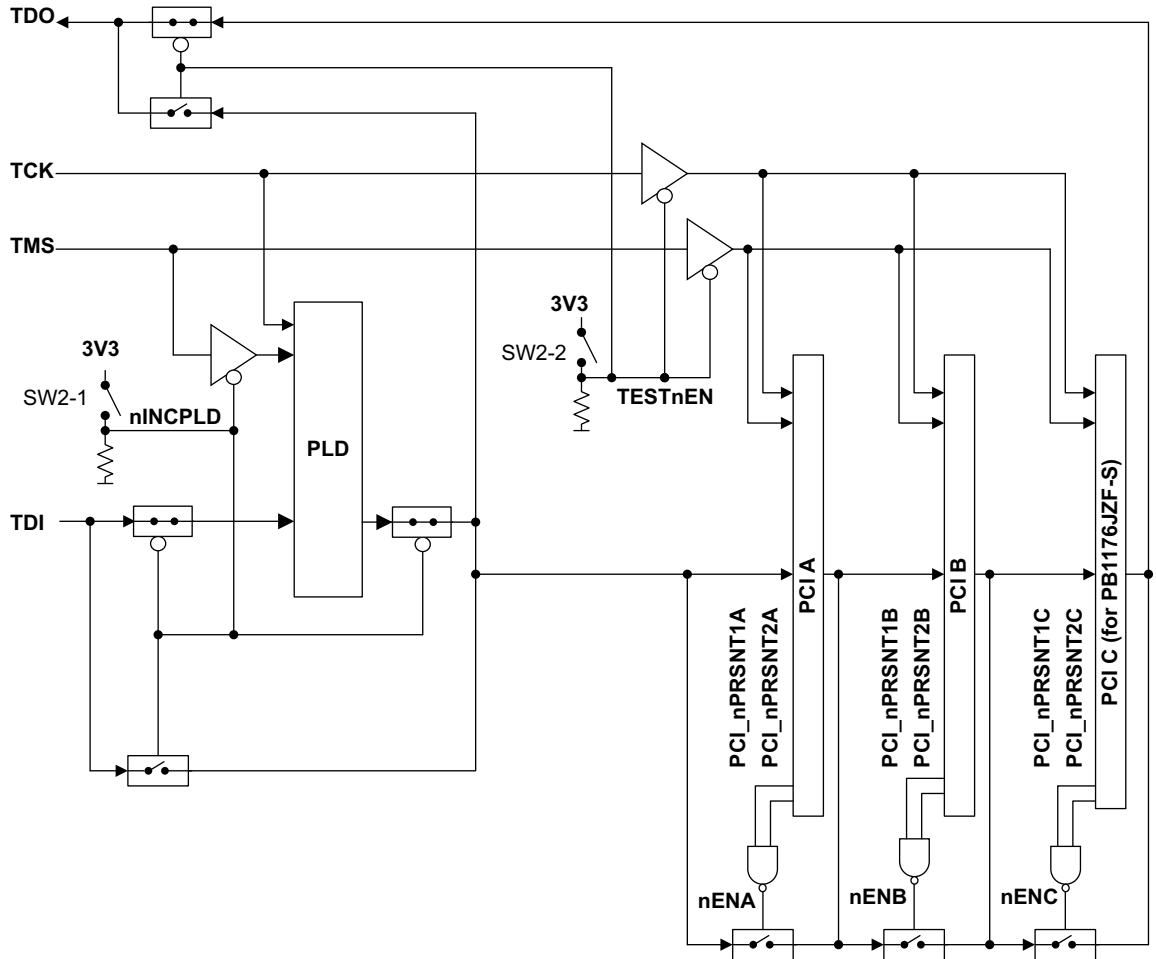 TDO
TCK
TMS
3V3
SW2-2
TESTnEN
3V3
SW2-1
nINCPLD
PLD
TDI
PCI A
PCI B
PCI C (for PB1176JZF-S)
PCI_nPRSNT1A
PCI_nPRSNT2A
PCI_nPRSNT1B
PCI_nPRSNT2B
PCI_nPRSNT1C
PCI_nPRSNT2C
nENA
nENB
nENC